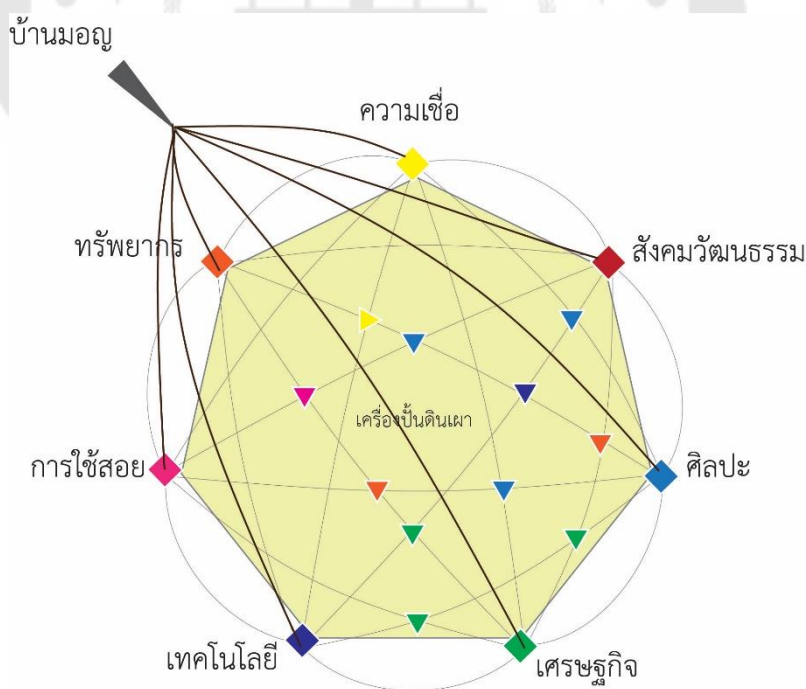 บ้านมอญ
ความเชื่อ
ทรัพยากร
สังคมวัฒนธรรม
เครื่องปั้นดินเผา
การใช้สอย
ศิลปะ
เทคโนโลยี
เศรษฐกิจ